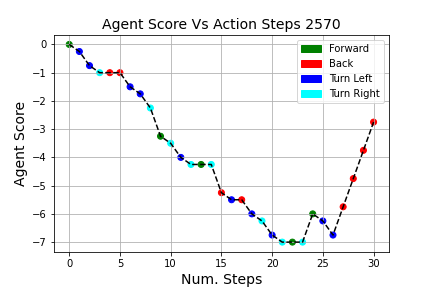 Agent Score Vs Action Steps 2570
Forward
Back
Turn Left
Turn Right
0
−1
−2
−3
−4
−5
−6
−7
Agent Score
0 5 10 15 20 25 30
Num. Steps